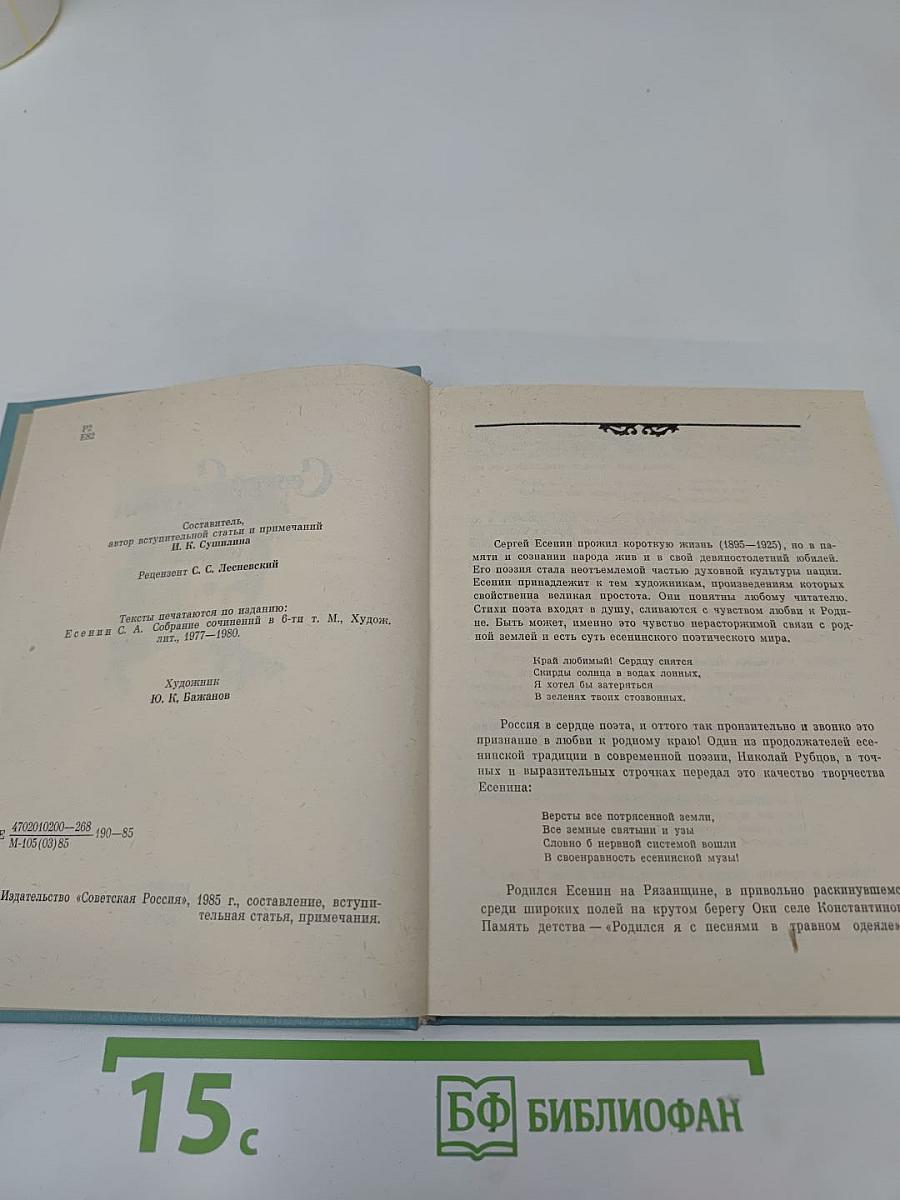 Р2
Е82
Составитель,
автор вступительной статьи и примечаний
И. К. Сушилина
Рецензент С. С. Лесневский
Тексты печатаются по изданию:
Есенин С. А. Собрание сочинений в 6-ти т. М., Худож.
лит., 1977—1980.
Художник
Ю. К. Бажанов
Е 4702010200—268 190—85
М-105(03)85
Издательство «Советская Россия», 1985 г., составление, вступи-
тельная статья, примечания.
Сергей Есенин прожил короткую жизнь (1895—1925), но в па-
мяти и сознании народа жив и в свой девяностолетний юбилей.
Его поэзия стала неотъемлемой частью духовной культуры нации.
Есенин принадлежит к тем художникам, произведениям которых
свойственна великая простота. Они понятны любому читателю.
Стихи поэта входят в душу, сливаются с чувством любви к Роди-
не. Быть может, именно это чувство нерасторжимой связи с род-
ной землей и есть суть есенинского поэтического мира.
Край любимый! Сердцу снятся
Скирды солнца в водах лонных,
Я хотел бы затеряться
В зеленях твоих стозвонных.
Россия в сердце поэта, и оттого так пронзительно и звонко это
признание в любви к родному краю! Один из продолжателей есе-
нинской традиции в современной поэзии, Николай Рубцов, в точ-
ных и выразительных строчках передал это качество творчества
Есенина:
Версты все потрясенной земли,
Все земные святыни и узы
Словно б нервной системой вошли
В своенравность есенинской музы!
Родился Есенин на Рязанщине, в привольно раскинувшемс
среди широких полей на крутом берегу Оки селе Константинов
Память детства — «Родился я с песнями в травном одеяле»
15 с
БФ БИБЛИОФАН